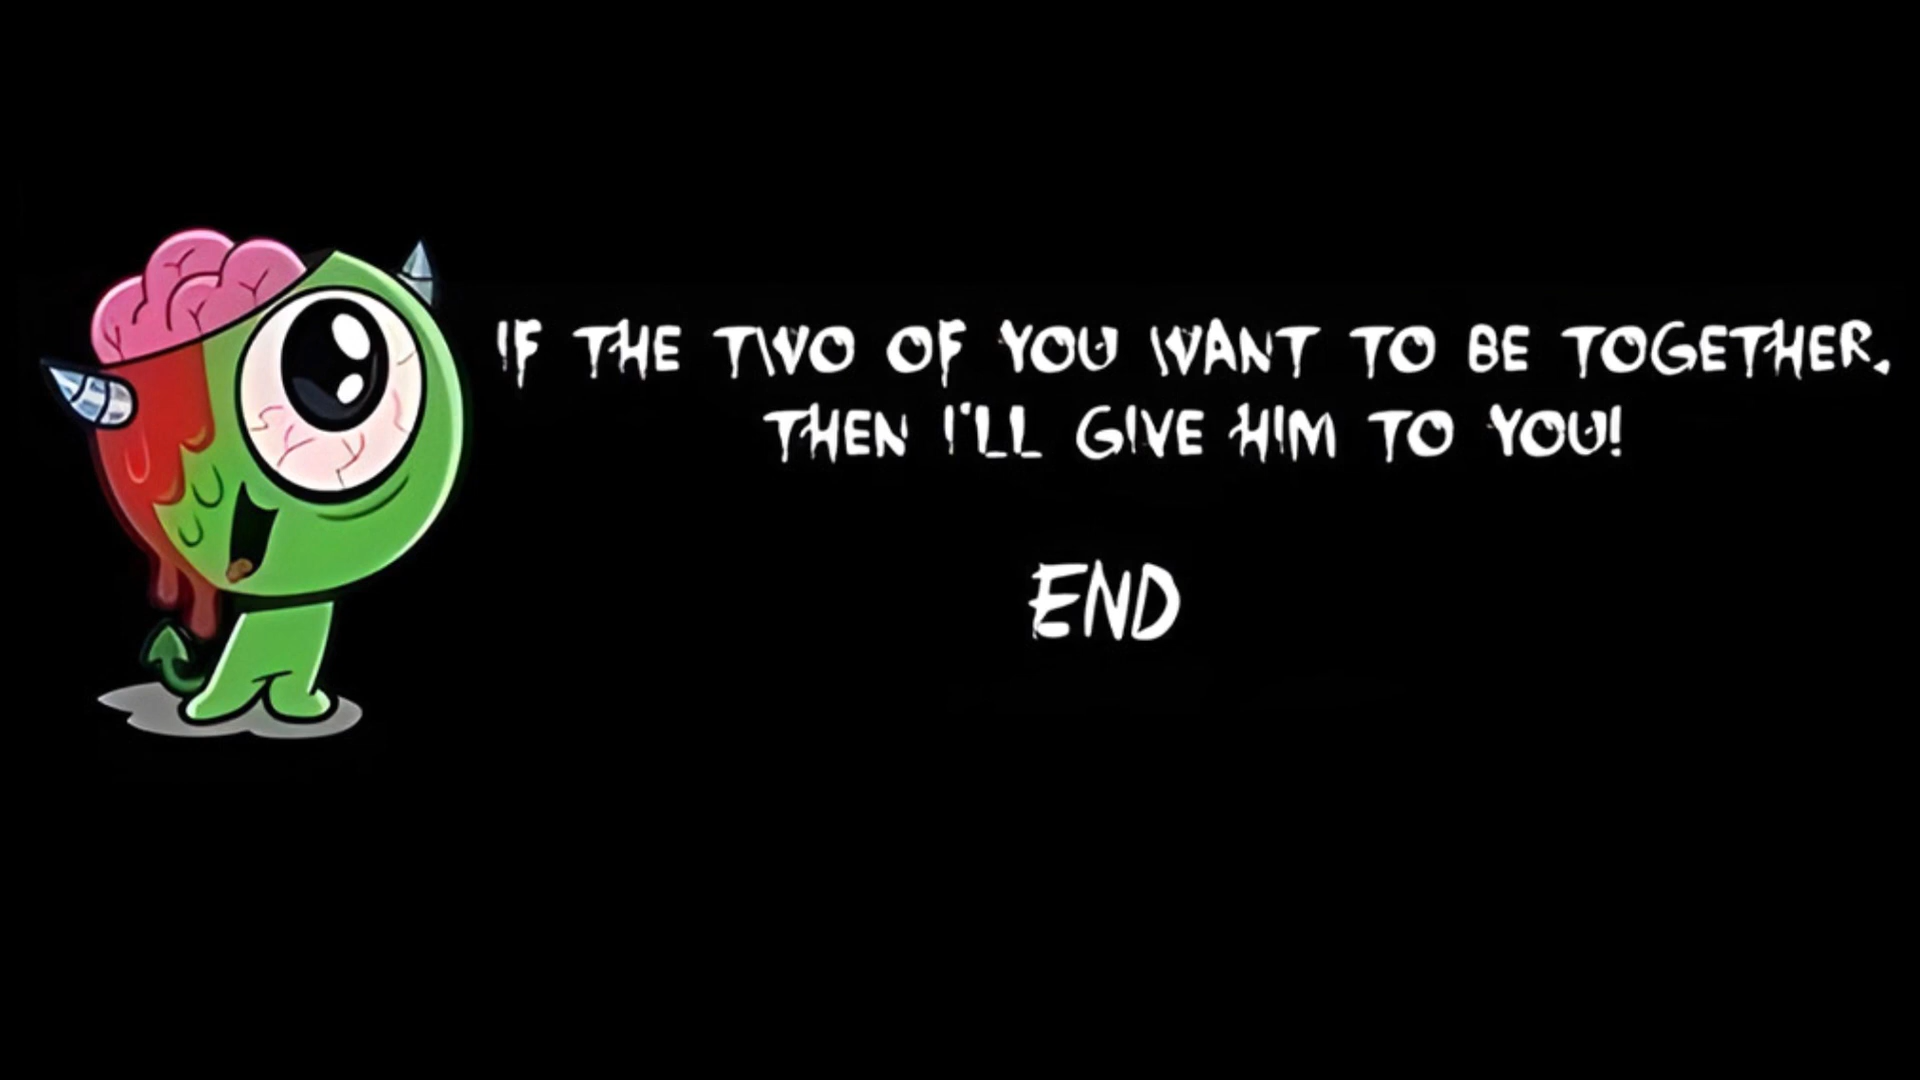 IF THE TWO OF YOU WANT TO BE TOGETHER,
THEN I'LL GIVE HIM TO YOU!
END